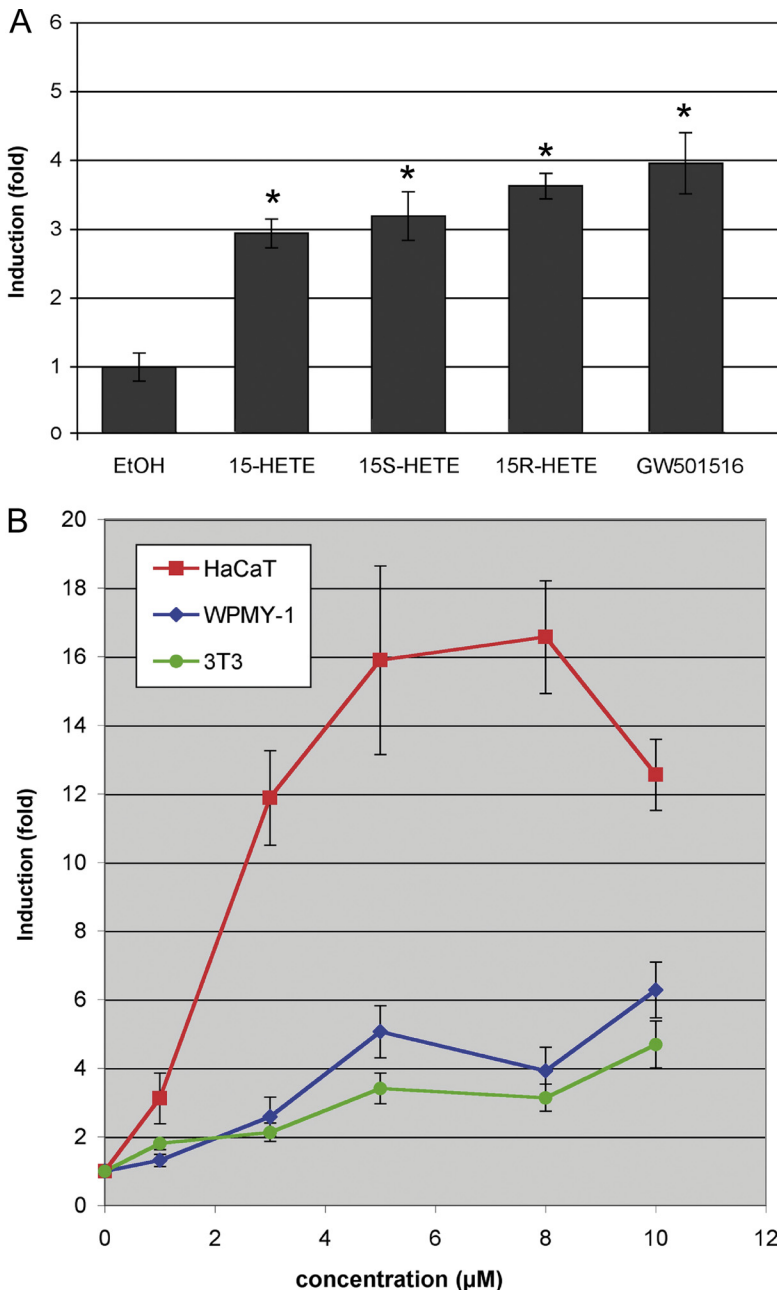 A
6
5
4
3
2
1
0
Induction (fold)
*
*
*
*
EtOH 15-HETE 15S-HETE 15R-HETE GW501516
B
20
18
16
14
12
10
8
6
4
2
0
Induction (fold)
HaCaT
WPMY-1
3T3
0 2 4 6 8 10 12
concentration (µM)